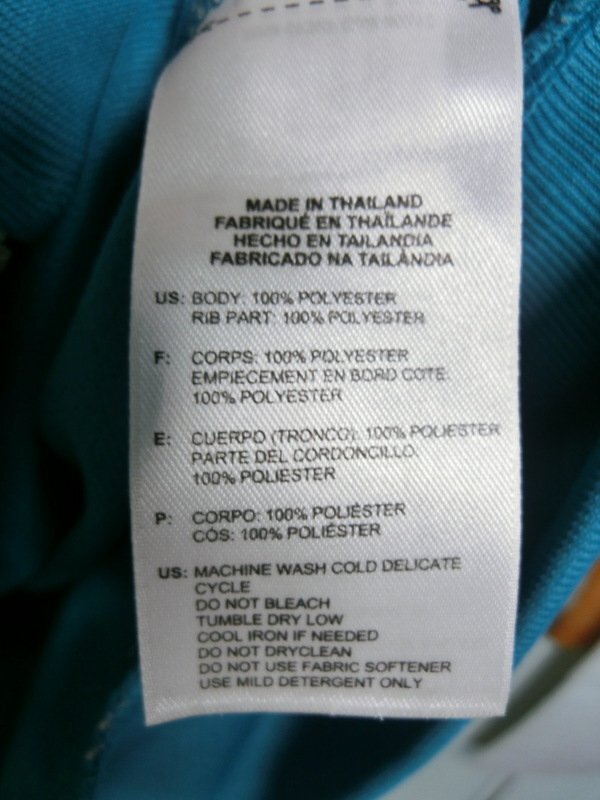 MADE IN THAILAND
FABRIQUÉ EN THAÏLANDE
HECHO EN TAILANDIA
FABRICADO NA TAILÂNDIA
US: BODY: 100% POLYESTER
RIB PART: 100% POLYESTER
F: CORPS: 100% POLYESTER
EMPIECEMENT EN BORD COTE:
100% POLYESTER
E: CUERPO (TRONCO): 100% POLIESTER
PARTE DEL CORDONCILLO:
100% POLIÉSTER
P: CORPO: 100% POLIÉSTER
CÓS: 100% POLIÉSTER
US: MACHINE WASH COLD DELICATE
CYCLE
DO NOT BLEACH
TUMBLE DRY LOW
COOL IRON IF NEEDED
DO NOT DRYCLEAN
DO NOT USE FABRIC SOFTENER
USE MILD DETERGENT ONLY